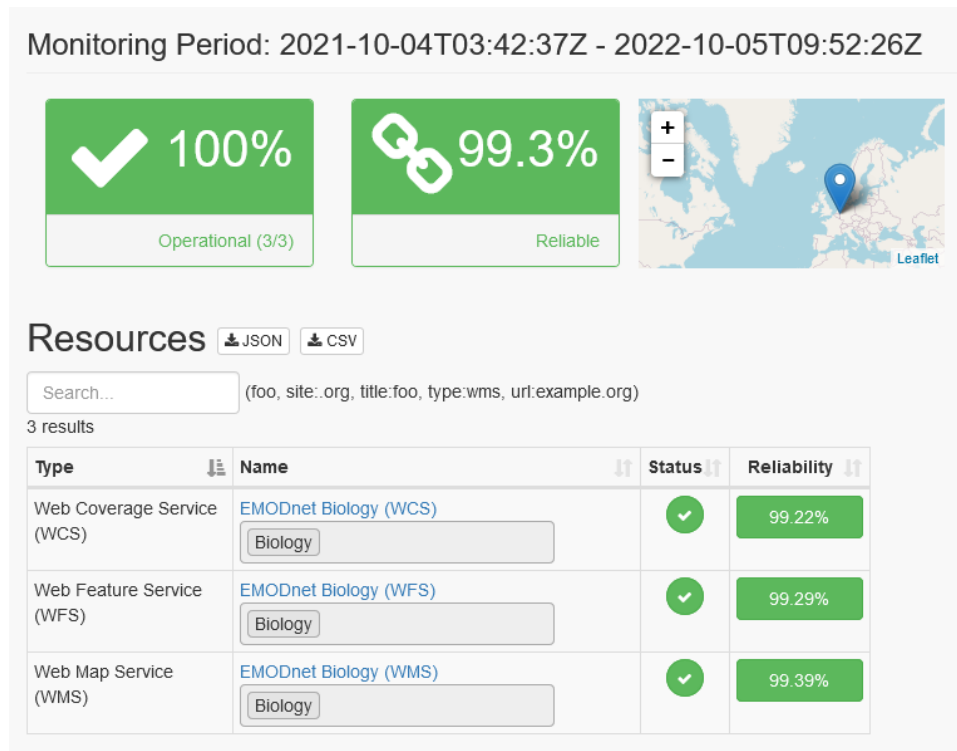 Monitoring Period: 2021-10-04T03:42:37Z - 2022-10-05T09:52:26Z
100%
Operational (3/3)
99.3%
Reliable
+
−
Leaflet
Resources JSON CSV
Search... (foo, site:.org, title:foo, type:wms, url:example.org)
3 results
Type Name Status Reliability
Web Coverage Service
(WCS)
EMODnet Biology (WCS)
Biology
99.22%
Web Feature Service
(WFS)
EMODnet Biology (WFS)
Biology
99.29%
Web Map Service
(WMS)
EMODnet Biology (WMS)
Biology
99.39%